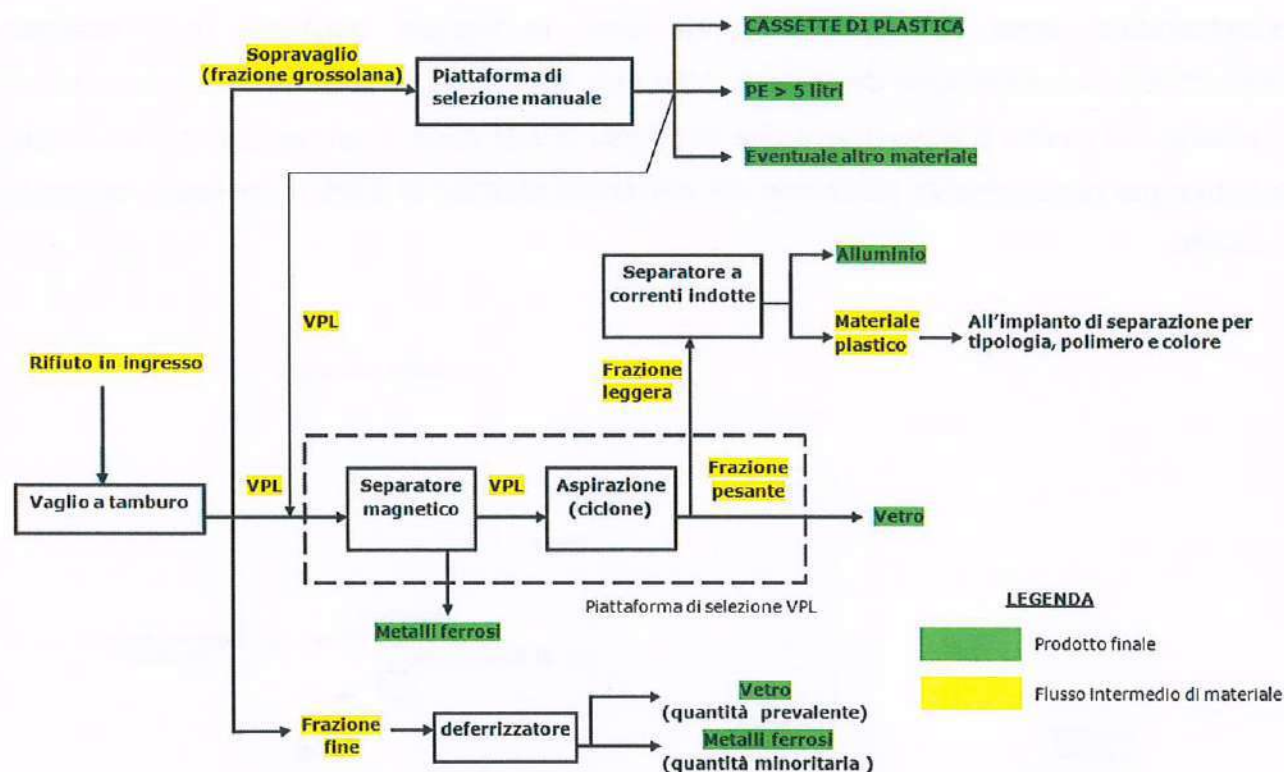 CASSETTE DI PLASTICA
Sopravaglio
(frazione grossolana)
Piattaforma di
selezione manuale
PE > 5 litri
Eventuale altro materiale
Separatore a
correnti indotte
Alluminio
VPL
Materiale
plastico
All'impianto di separazione per
tipologia, polimero e colore
Rifiuto in ingresso
Frazione
leggera
Vaglio a tamburo
VPL
Separatore
magnetico
VPL
Aspirazione
(ciclone)
Frazione
pesante
Vetro
Piattaforma di selezione VPL
Metalli ferrosi
LEGENDA
Prodotto finale
Flusso intermedio di materiale
Frazione
fine
deferrizzatore
Vetro
(quantità prevalente)
Metalli ferrosi
(quantità minoritaria )